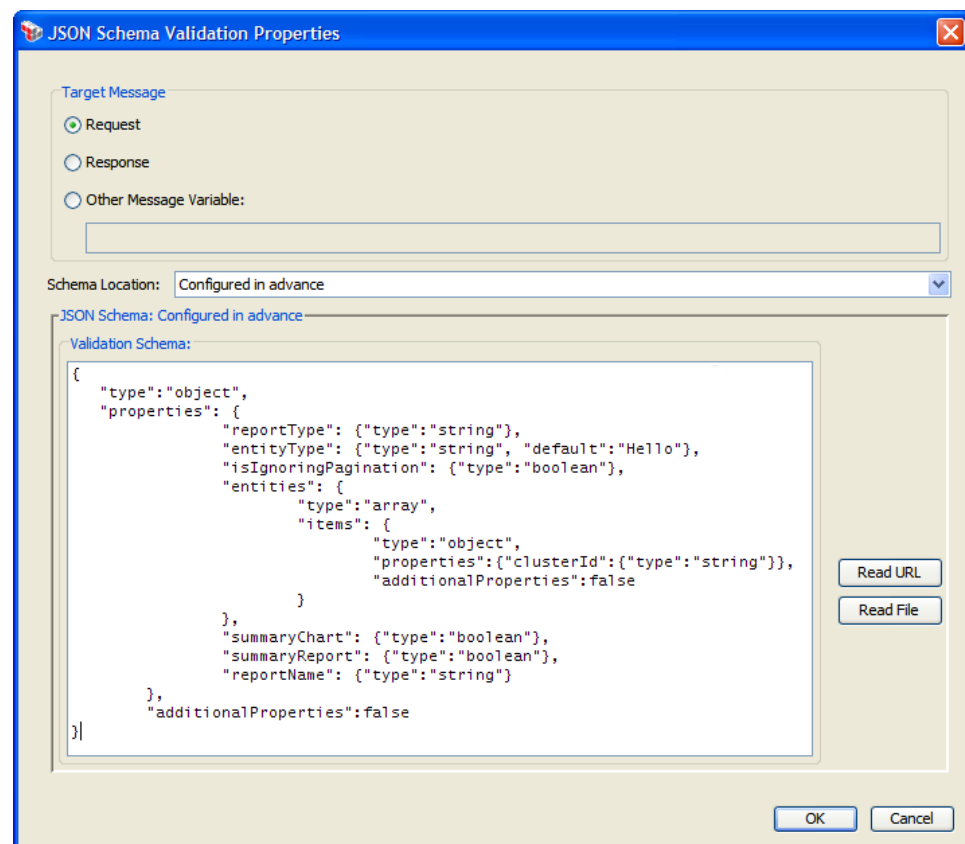 JSON Schema Validation Properties
Target Message
Request
Response
Other Message Variable:
Schema Location: Configured in advance
JSON Schema: Configured in advance
Validation Schema:
{
   "type":"object",
   "properties": {
                "reportType": {"type":"string"},
                "entityType": {"type":"string", "default":"Hello"},
                "isIgnoringPagination": {"type":"boolean"},
                "entities": {
                        "type":"array",
                        "items": {
                                "type":"object",
                                "properties":{"clusterId":{"type":"string"}},
                                "additionalProperties":false
                        }
                },
                "summaryChart": {"type":"boolean"},
                "summaryReport": {"type":"boolean"},
                "reportName": {"type":"string"}
        },
        "additionalProperties":false
}
Read URL
Read File
OK Cancel